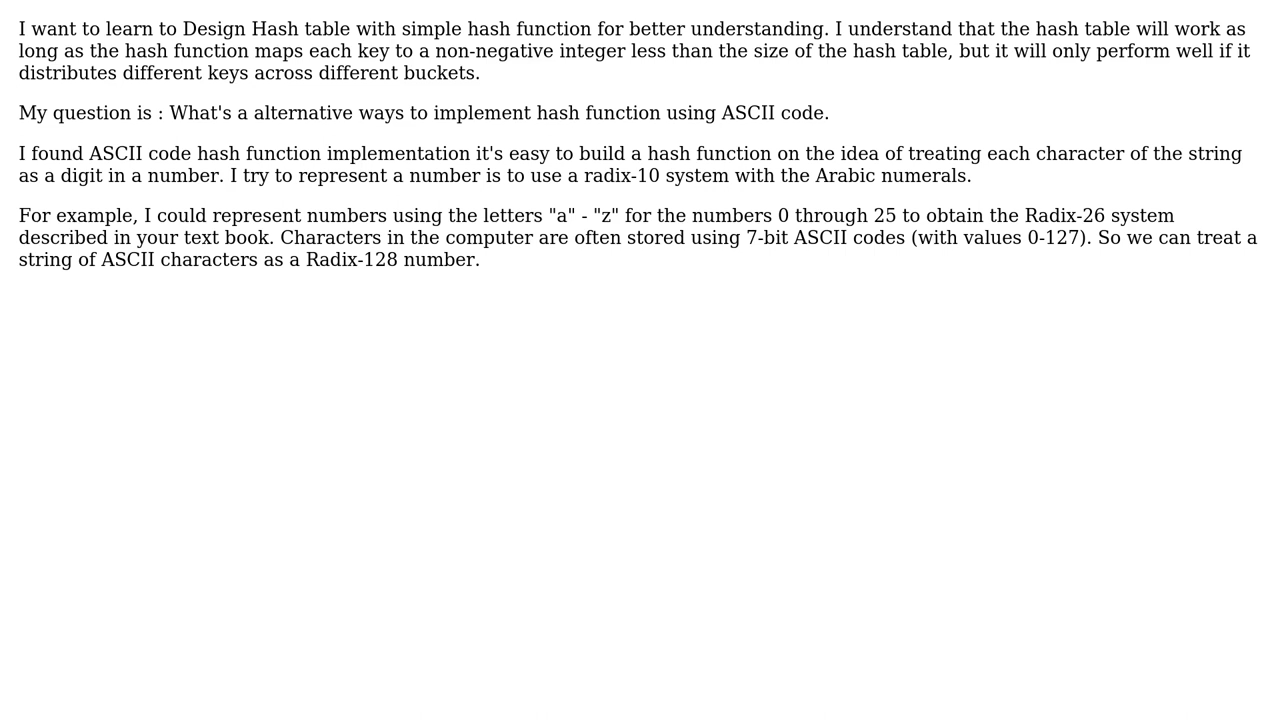 I want to learn to Design Hash table with simple hash function for better understanding. I understand that the hash table will work as
long as the hash function maps each key to a non-negative integer less than the size of the hash table, but it will only perform well if it
distributes different keys across different buckets.
My question is : What's a alternative ways to implement hash function using ASCII code.
I found ASCII code hash function implementation it's easy to build a hash function on the idea of treating each character of the string
as a digit in a number. I try to represent a number is to use a radix-10 system with the Arabic numerals.
For example, I could represent numbers using the letters "a" - "z" for the numbers 0 through 25 to obtain the Radix-26 system
described in your text book. Characters in the computer are often stored using 7-bit ASCII codes (with values 0-127). So we can treat a
string of ASCII characters as a Radix-128 number.